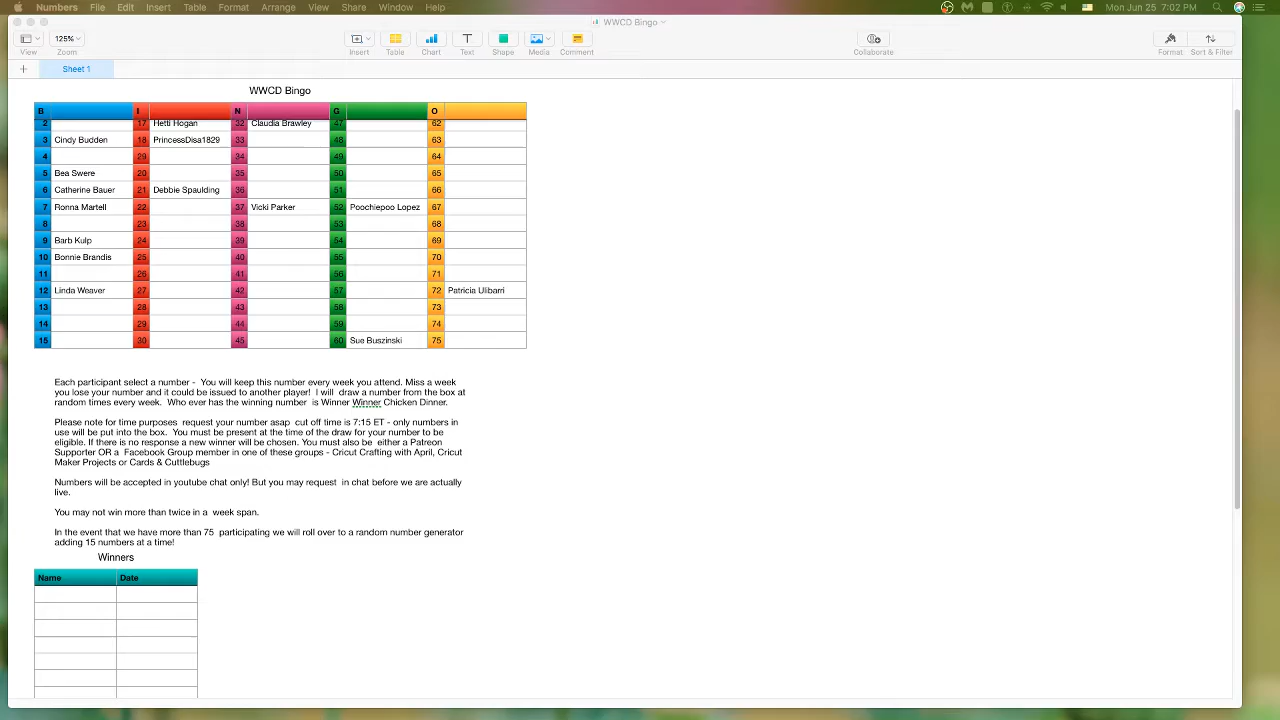 Numbers File Edit Insert Table Format Arrange View Share Window Help Mon Jun 25 7:02 PM
WWCD Bingo
125%
View Zoom Insert Table Chart Text Shape Media Comment Collaborate Format Sort & Filter
Sheet 1
WWCD Bingo
B I N G O
2 17 Hetti Hogan 32 Claudia Brawley 47 62
3 Cindy Budden 18 PrincessDisa1829 33 48 63
4 29 34 49 64
5 Bea Swere 20 35 50 65
6 Catherine Bauer 21 Debbie Spaulding 36 51 66
7 Ronna Martell 22 37 Vicki Parker 52 Poochiepoo Lopez 67
8 23 38 53 68
9 Barb Kulp 24 39 54 69
10 Bonnie Brandis 25 40 55 70
11 26 41 56 71
12 Linda Weaver 27 42 57 72 Patricia Ulibarri
13 28 43 58 73
14 29 44 59 74
15 30 45 60 Sue Buszinski 75
Each participant select a number - You will keep this number every week you attend. Miss a week
you lose your number and it could be issued to another player! I will draw a number from the box at
random times every week. Who ever has the winning number is Winner Winner Chicken Dinner.
Please note for time purposes request your number asap cut off time is 7:15 ET - only numbers in
use will be put into the box. You must be present at the time of the draw for your number to be
eligible. If there is no response a new winner will be chosen. You must also be either a Patreon
Supporter OR a Facebook Group member in one of these groups - Cricut Crafting with April, Cricut
Maker Projects or Cards & Cuttlebugs
Numbers will be accepted in youtube chat only! But you may request in chat before we are actually
live.
You may not win more than twice in a week span.
In the event that we have more than 75 participating we will roll over to a random number generator
adding 15 numbers at a time!
Winners
Name Date